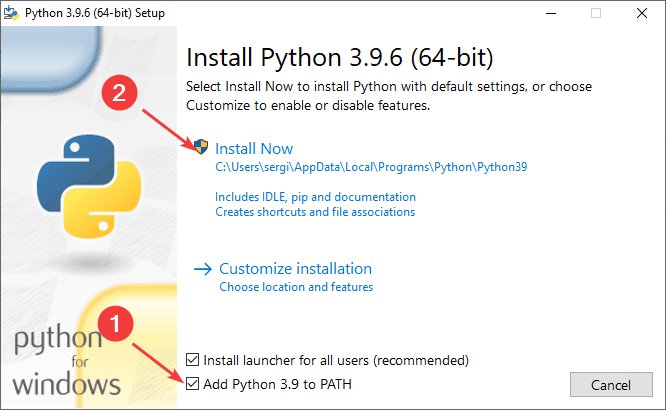 Python 3.9.6 (64-bit) Setup
Install Python 3.9.6 (64-bit)
Select Install Now to install Python with default settings, or choose
Customize to enable or disable features.
2
Install Now
C:\Users\sergi\AppData\Local\Programs\Python\Python39
Includes IDLE, pip and documentation
Creates shortcuts and file associations
Customize installation
Choose location and features
1
python
for
windows
Install launcher for all users (recommended)
Add Python 3.9 to PATH
Cancel